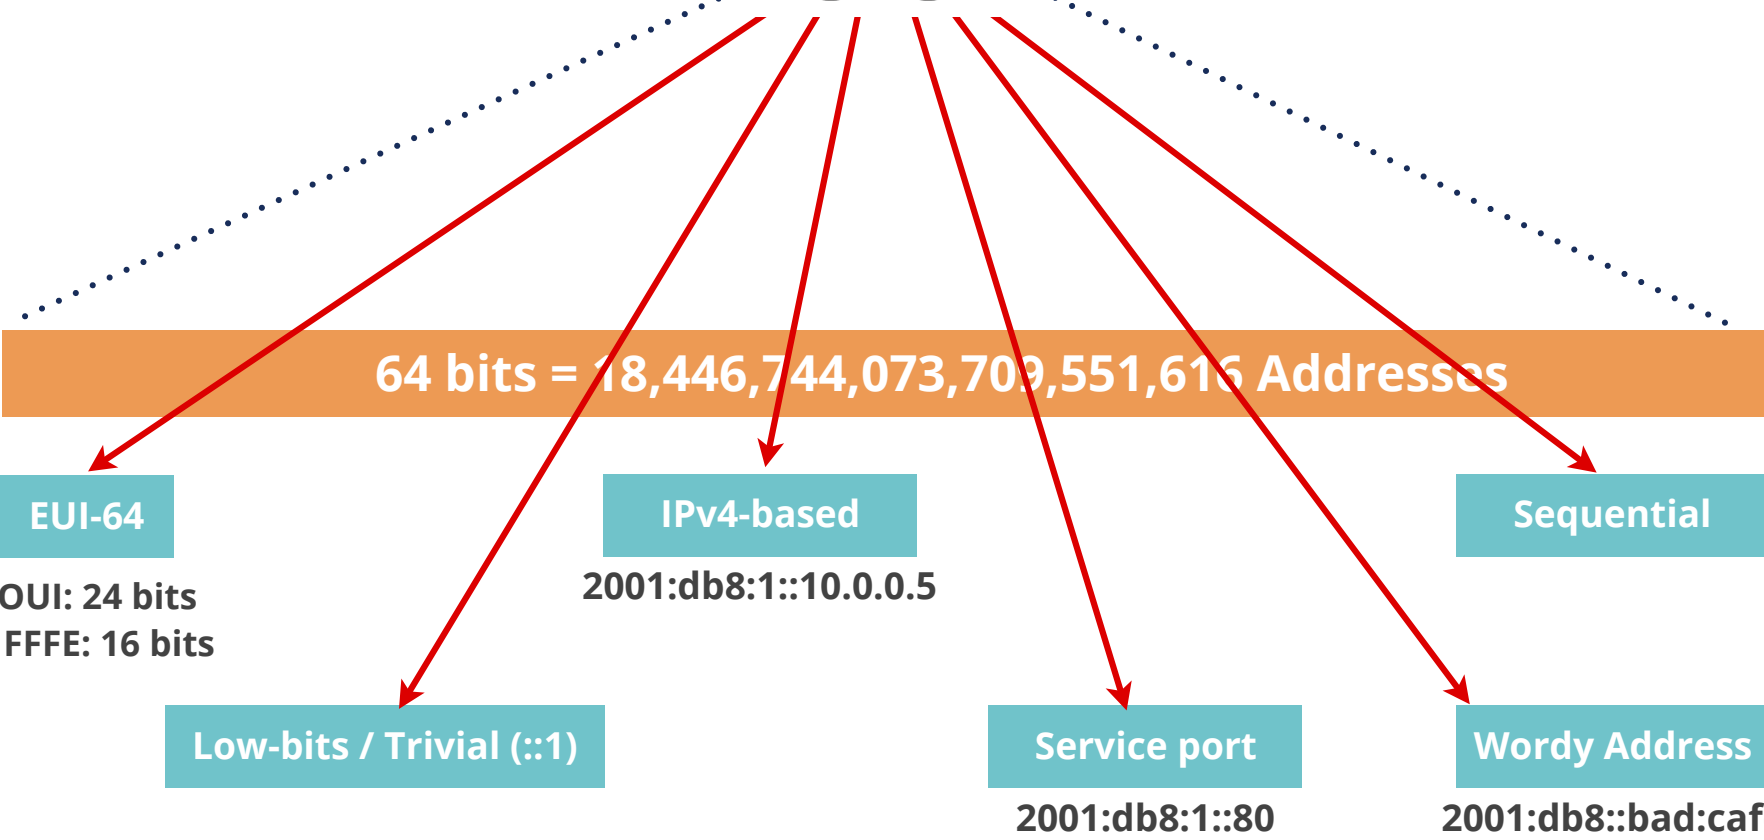 64 bits = 18,446,744,073,709,551,616 Addresses
EUI-64
OUI: 24 bits
FFFE: 16 bits
IPv4-based
2001:db8:1::10.0.0.5
Sequential
Low-bits / Trivial (::1)
Service port
2001:db8:1::80
Wordy Address
2001:db8::bad:caf